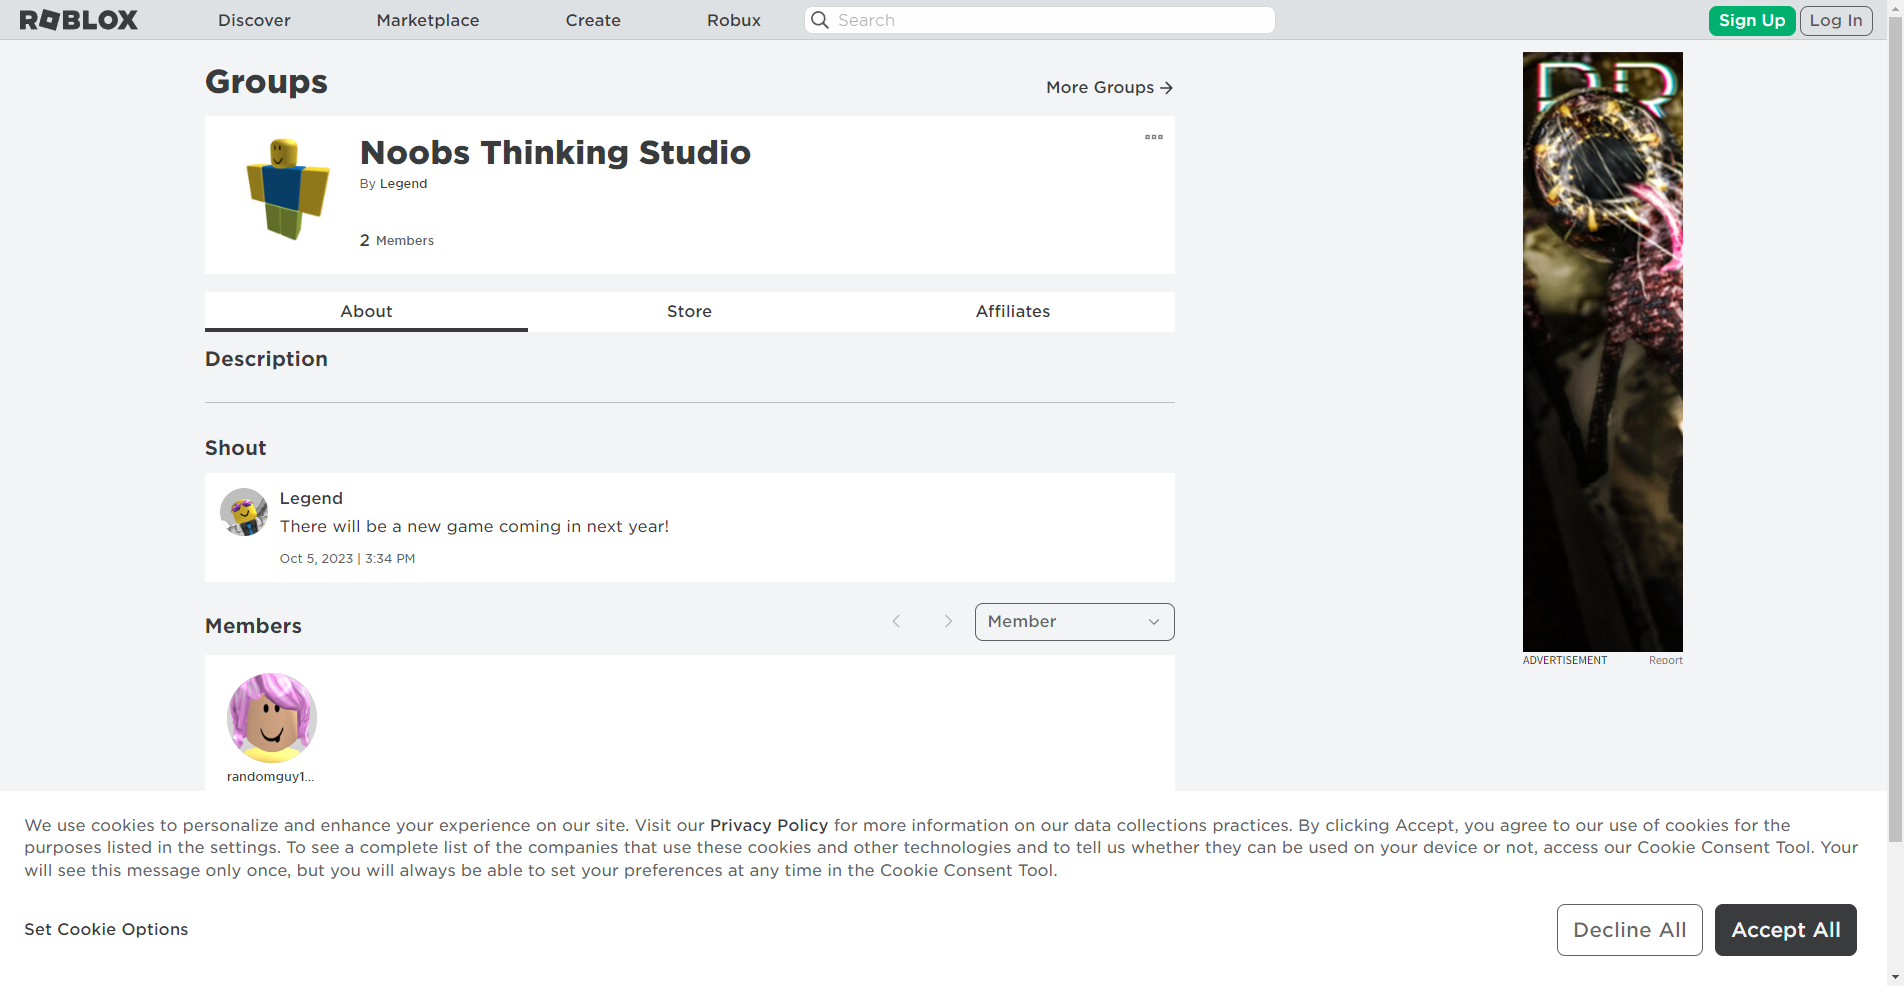 ROBLOX
Discover
Marketplace
Create
Robux
Search
Sign Up
Log In
Groups
More Groups
Noobs Thinking Studio
By Legend
2 Members
About
Store
Affiliates
Description
Shout
Legend
There will be a new game coming in next year!
Oct 5, 2023 | 3:34 PM
Members
Member
randomguy1...
ADVERTISEMENT
Report
We use cookies to personalize and enhance your experience on our site. Visit our Privacy Policy for more information on our data collections practices. By clicking Accept, you agree to our use of cookies for the
purposes listed in the settings. To see a complete list of the companies that use these cookies and other technologies and to tell us whether they can be used on your device or not, access our Cookie Consent Tool. Your
will see this message only once, but you will always be able to set your preferences at any time in the Cookie Consent Tool.
Set Cookie Options
Decline All
Accept All